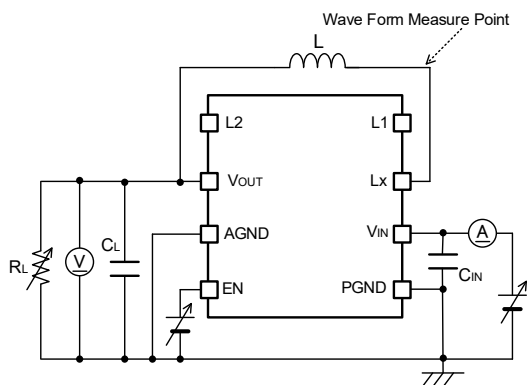 Wave Form Measure Point
L
L2
L1
VOUT
Lx
AGND
VIN
A
CL
V
RL
CIN
EN
PGND